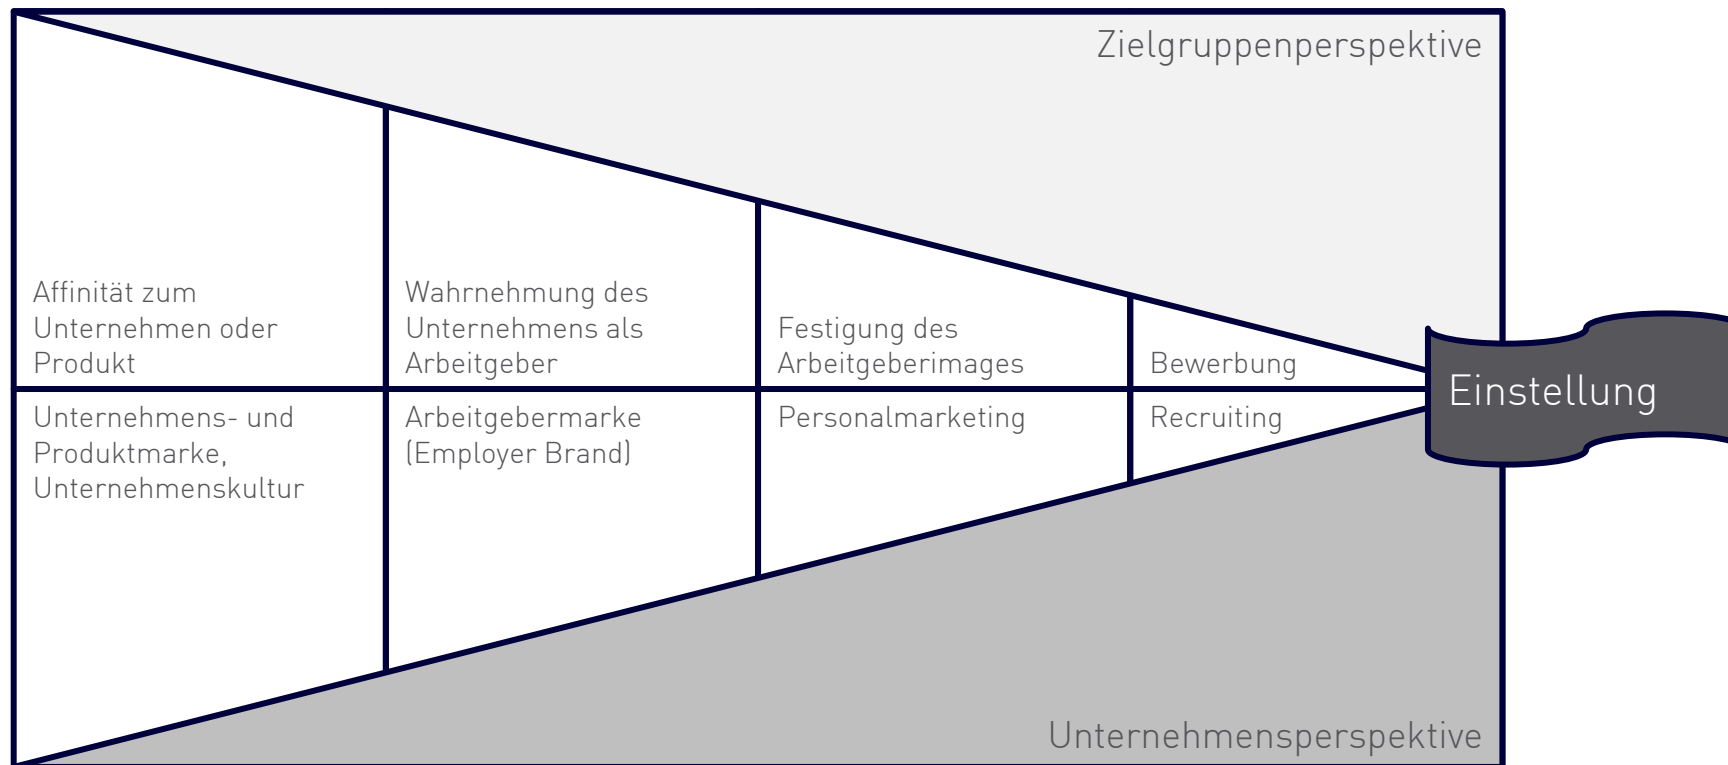 Zielgruppenperspektive
Affinität zum
Unternehmen oder
Produkt
Wahrnehmung des
Unternehmens als
Arbeitgeber
Festigung des
Arbeitgeberimages
Bewerbung
Einstellung
Unternehmens- und
Produktmarke,
Unternehmenskultur
Arbeitgebermarke
(Employer Brand)
Personalmarketing
Recruiting
Unternehmensperspektive